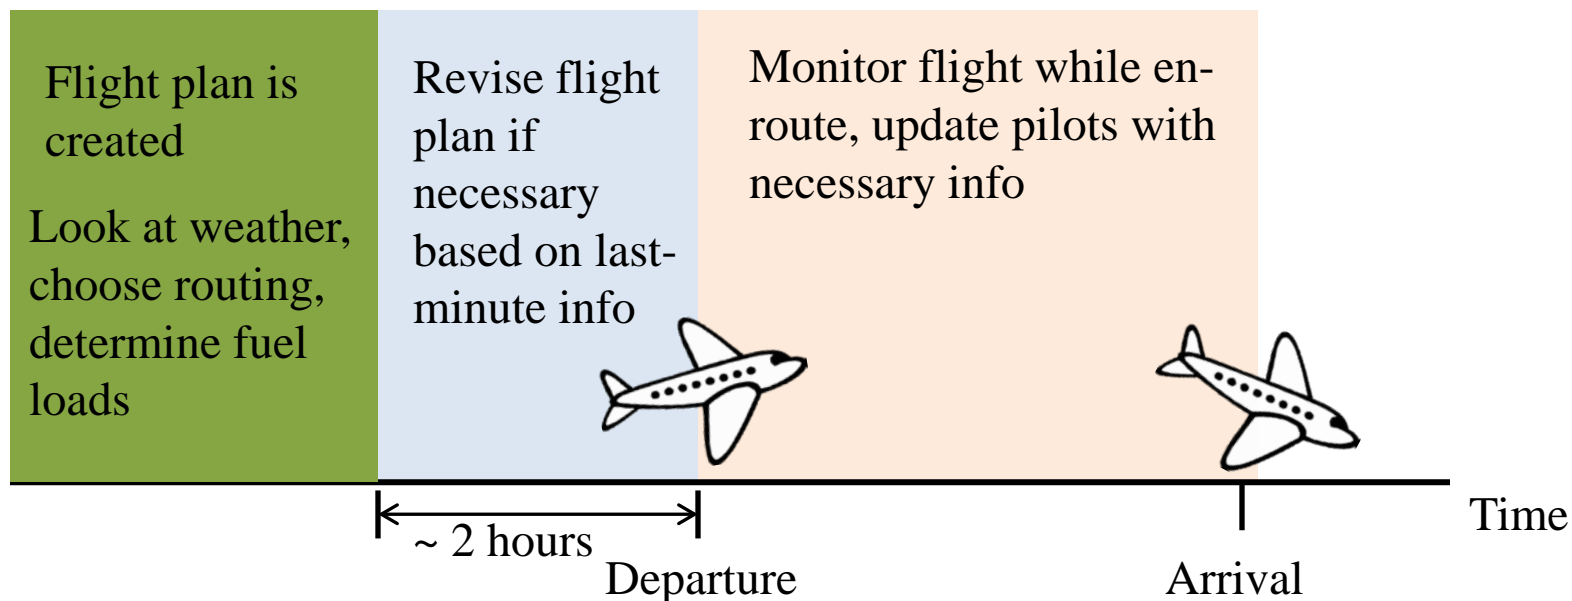 Flight plan is
created
Look at weather,
choose routing,
determine fuel
loads
Revise flight
plan if
necessary
based on last-
minute info
Monitor flight while en-
route, update pilots with
necessary info
~ 2 hours
Departure
Arrival
Time